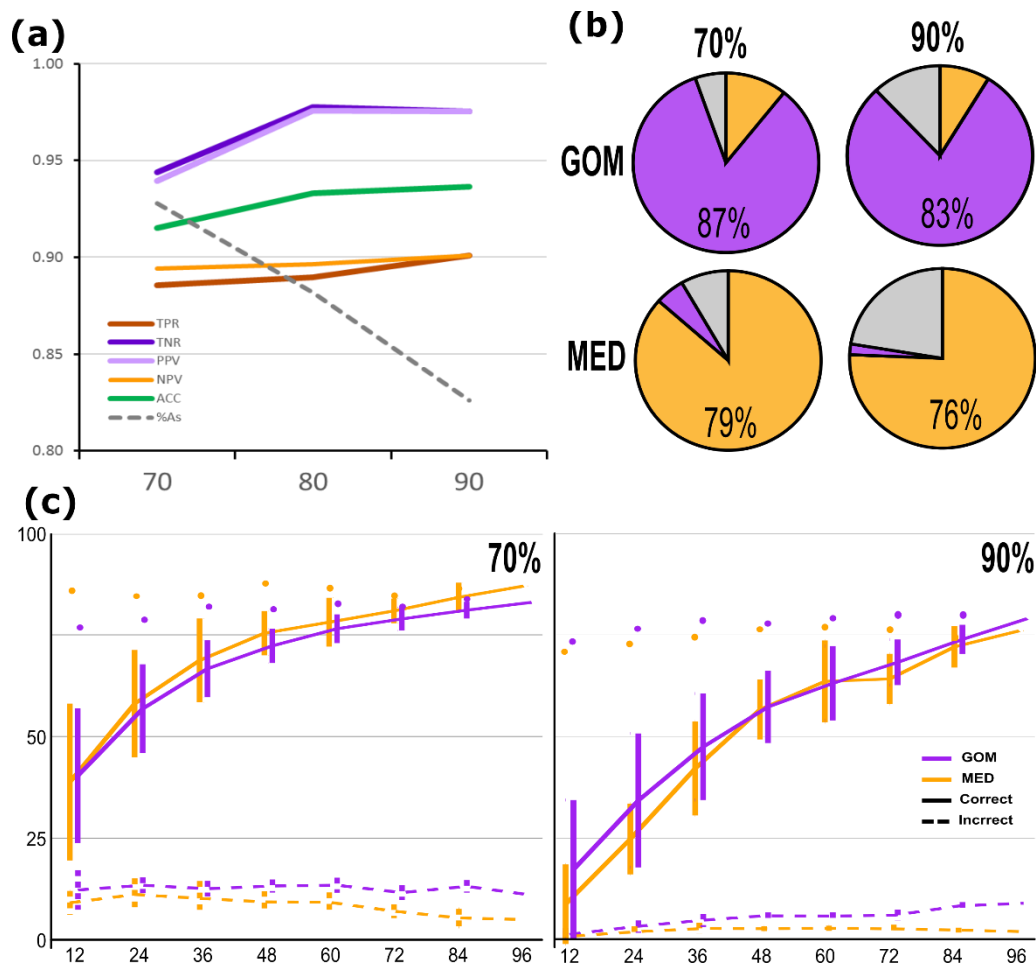 (a)
1.00
0.95
0.90
0.85
0.80
TPR
TNR
PPV
NPV
ACC
%As
70 80 90
(b)
70% 90%
GOM
87% 83%
MED
79% 76%
(c)
100
50
25
0
70%
12 24 36 48 60 72 84 96
90%
GOM
MED
Correct
Incrrect
12 24 36 48 60 72 84 96